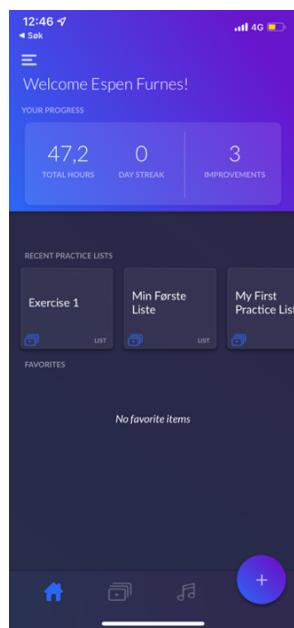 12:46
4G
◀ Søk
Welcome Espen Furnes!
YOUR PROGRESS
47,2
TOTAL HOURS
0
DAY STREAK
3
IMPROVEMENTS
RECENT PRACTICE LISTS
Exercise 1
LIST
Min Første
Liste
LIST
My First
Practice List
FAVORITES
No favorite items
+